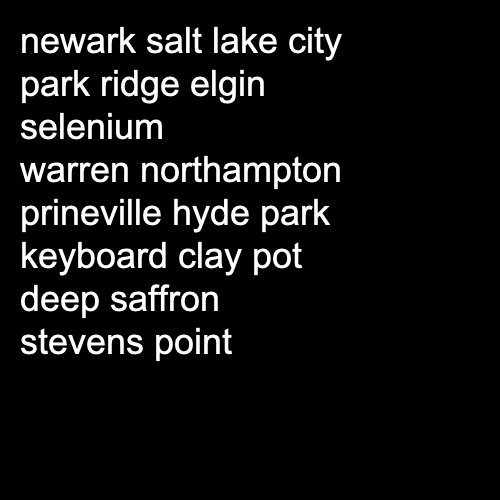 newark salt lake city
park ridge elgin
selenium
warren northampton
prineville hyde park
keyboard clay pot
deep saffron
stevens point